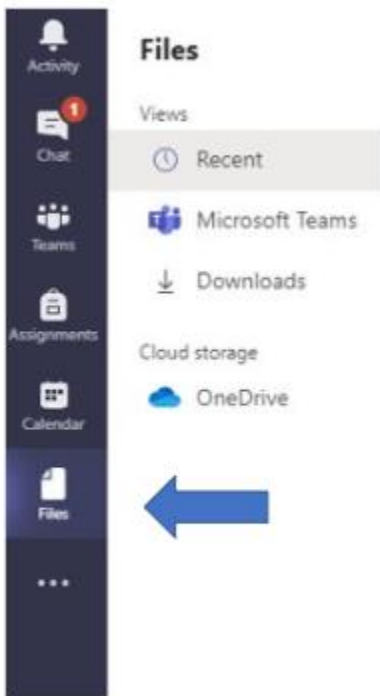 Activity
1
Chat
Teams
Assignments
Calendar
Files
Files
Views
Recent
Microsoft Teams
Downloads
Cloud storage
OneDrive